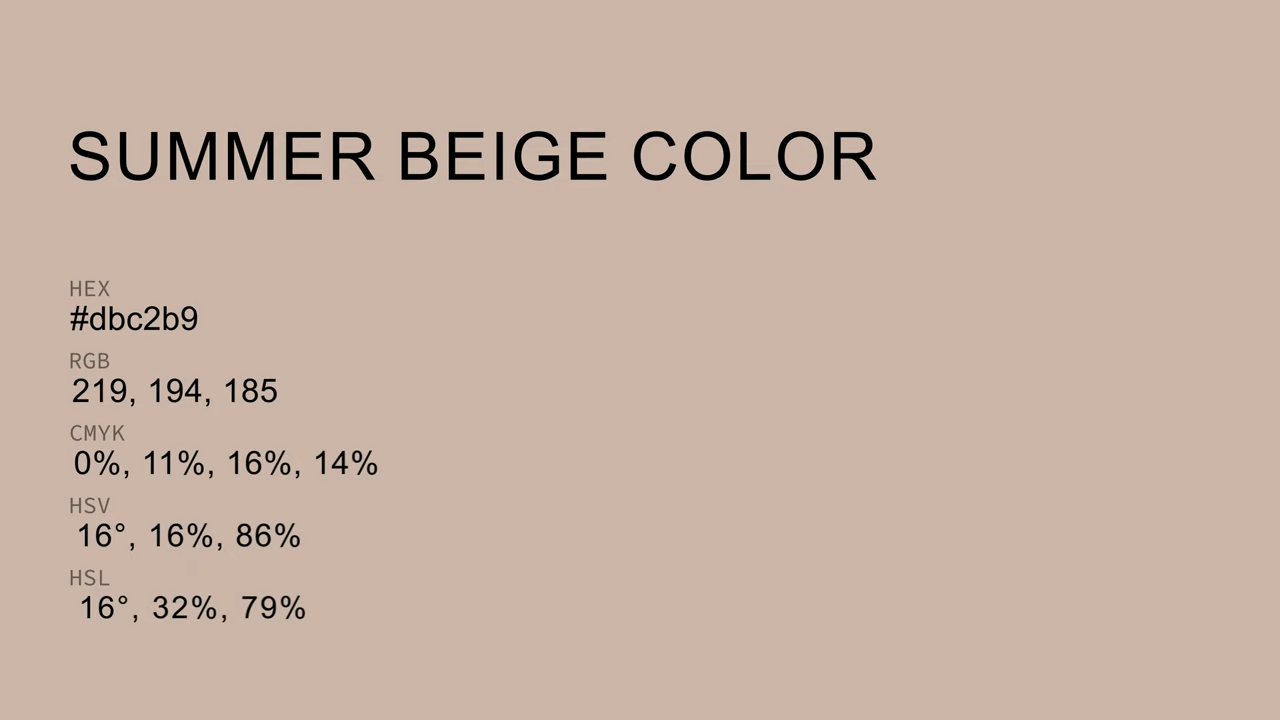 SUMMER BEIGE COLOR
HEX
#dbc2b9
RGB
219, 194, 185
CMYK
0%, 11%, 16%, 14%
HSV
16°, 16%, 86%
HSL
16°, 32%, 79%